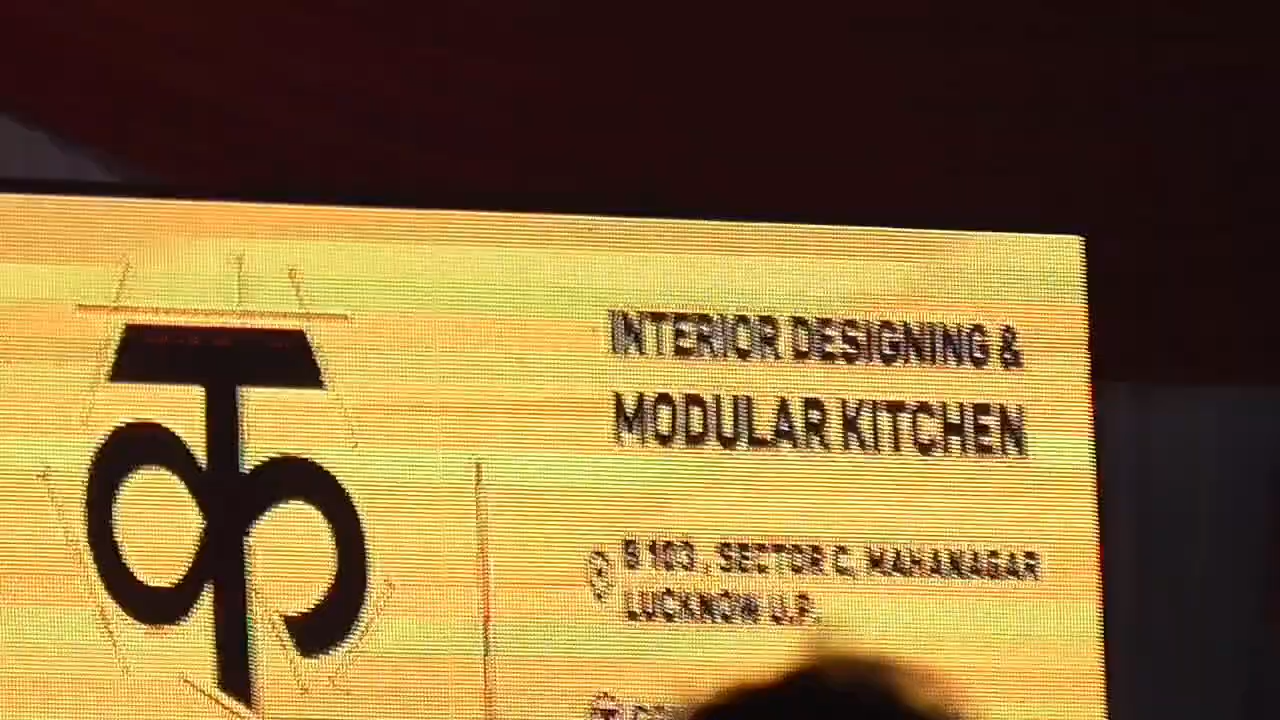 क
INTERIOR DESIGNING &
MODULAR KITCHEN
B 103, SECTOR C, MAHANAGAR
LUCKNOW U.P.